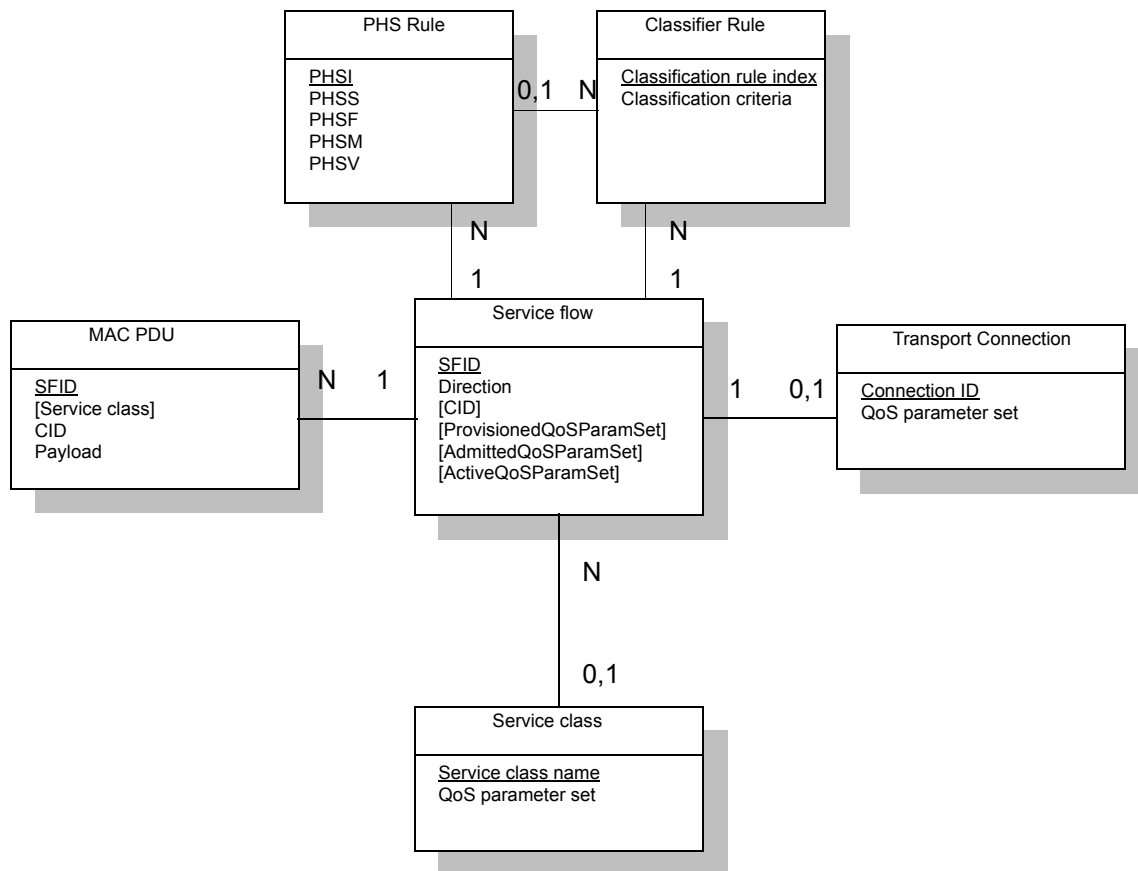 PHS Rule
PHSI
PHSS
PHSF
PHSM
PHSV
0,1 N
Classifier Rule
Classification rule index
Classification criteria
N
1
N
1
MAC PDU
SFID
[Service class]
CID
Payload
N 1
Service flow
SFID
Direction
[CID]
[ProvisionedQoSParamSet]
[AdmittedQoSParamSet]
[ActiveQoSParamSet]
1 0,1
Transport Connection
Connection ID
QoS parameter set
N
0,1
Service class
Service class name
QoS parameter set